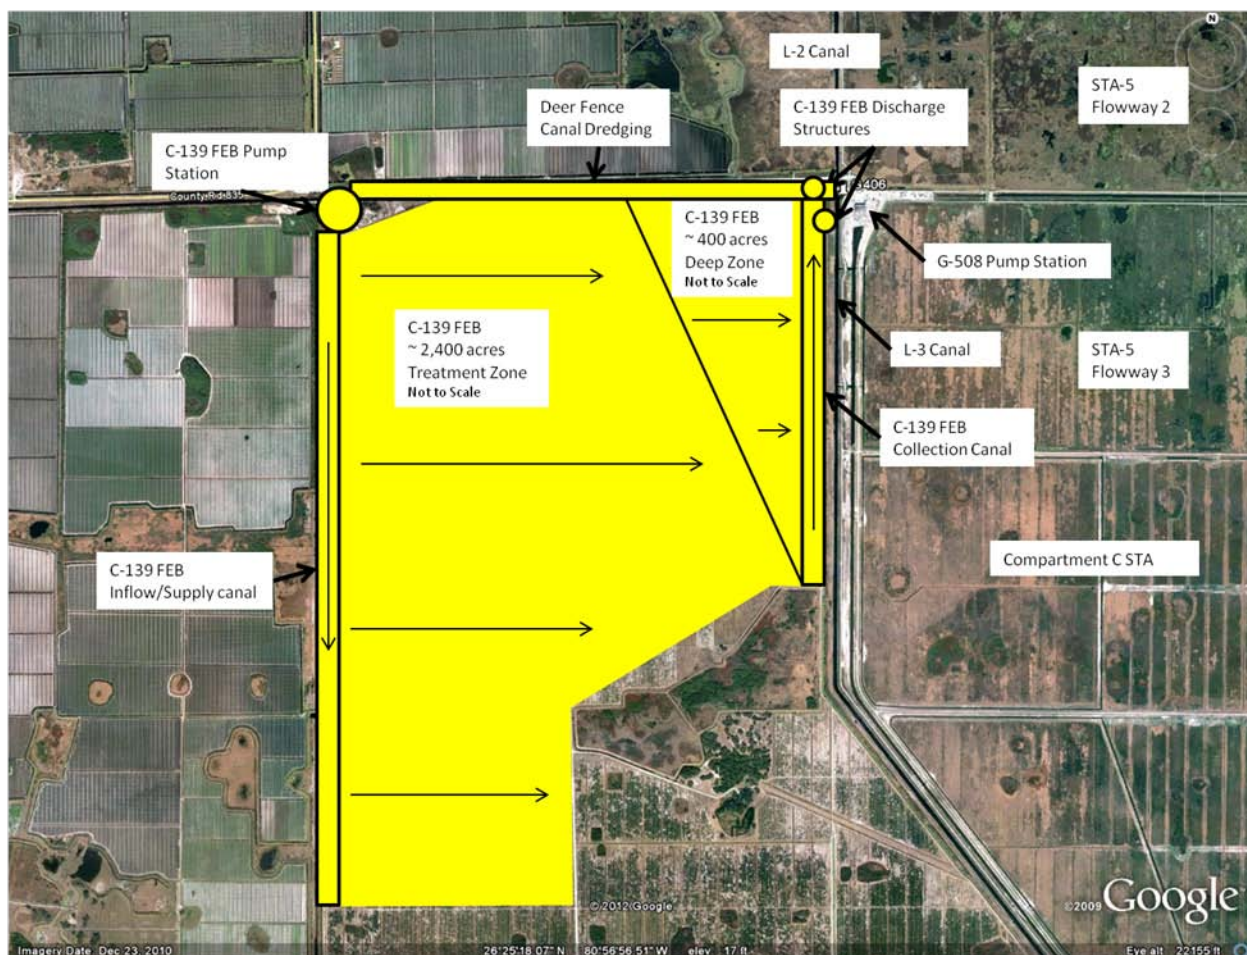 N
L-2 Canal
STA-5
Flowway 2
Deer Fence
Canal Dredging
C-139 FEB Discharge
Structures
C-139 FEB Pump
Station
County Rd 835
406
C-139 FEB
~ 400 acres
Deep Zone
Not to Scale
G-508 Pump Station
C-139 FEB
~ 2,400 acres
Treatment Zone
Not to Scale
L-3 Canal
STA-5
Flowway 3
C-139 FEB
Collection Canal
C-139 FEB
Inflow/Supply canal
Compartment C STA
© 2012 Google
©2009 Google
Imagery Date Dec 23, 2010
26°25'18.07" N 80°56'56.51" W elev 17 ft
Eye alt 22155 ft